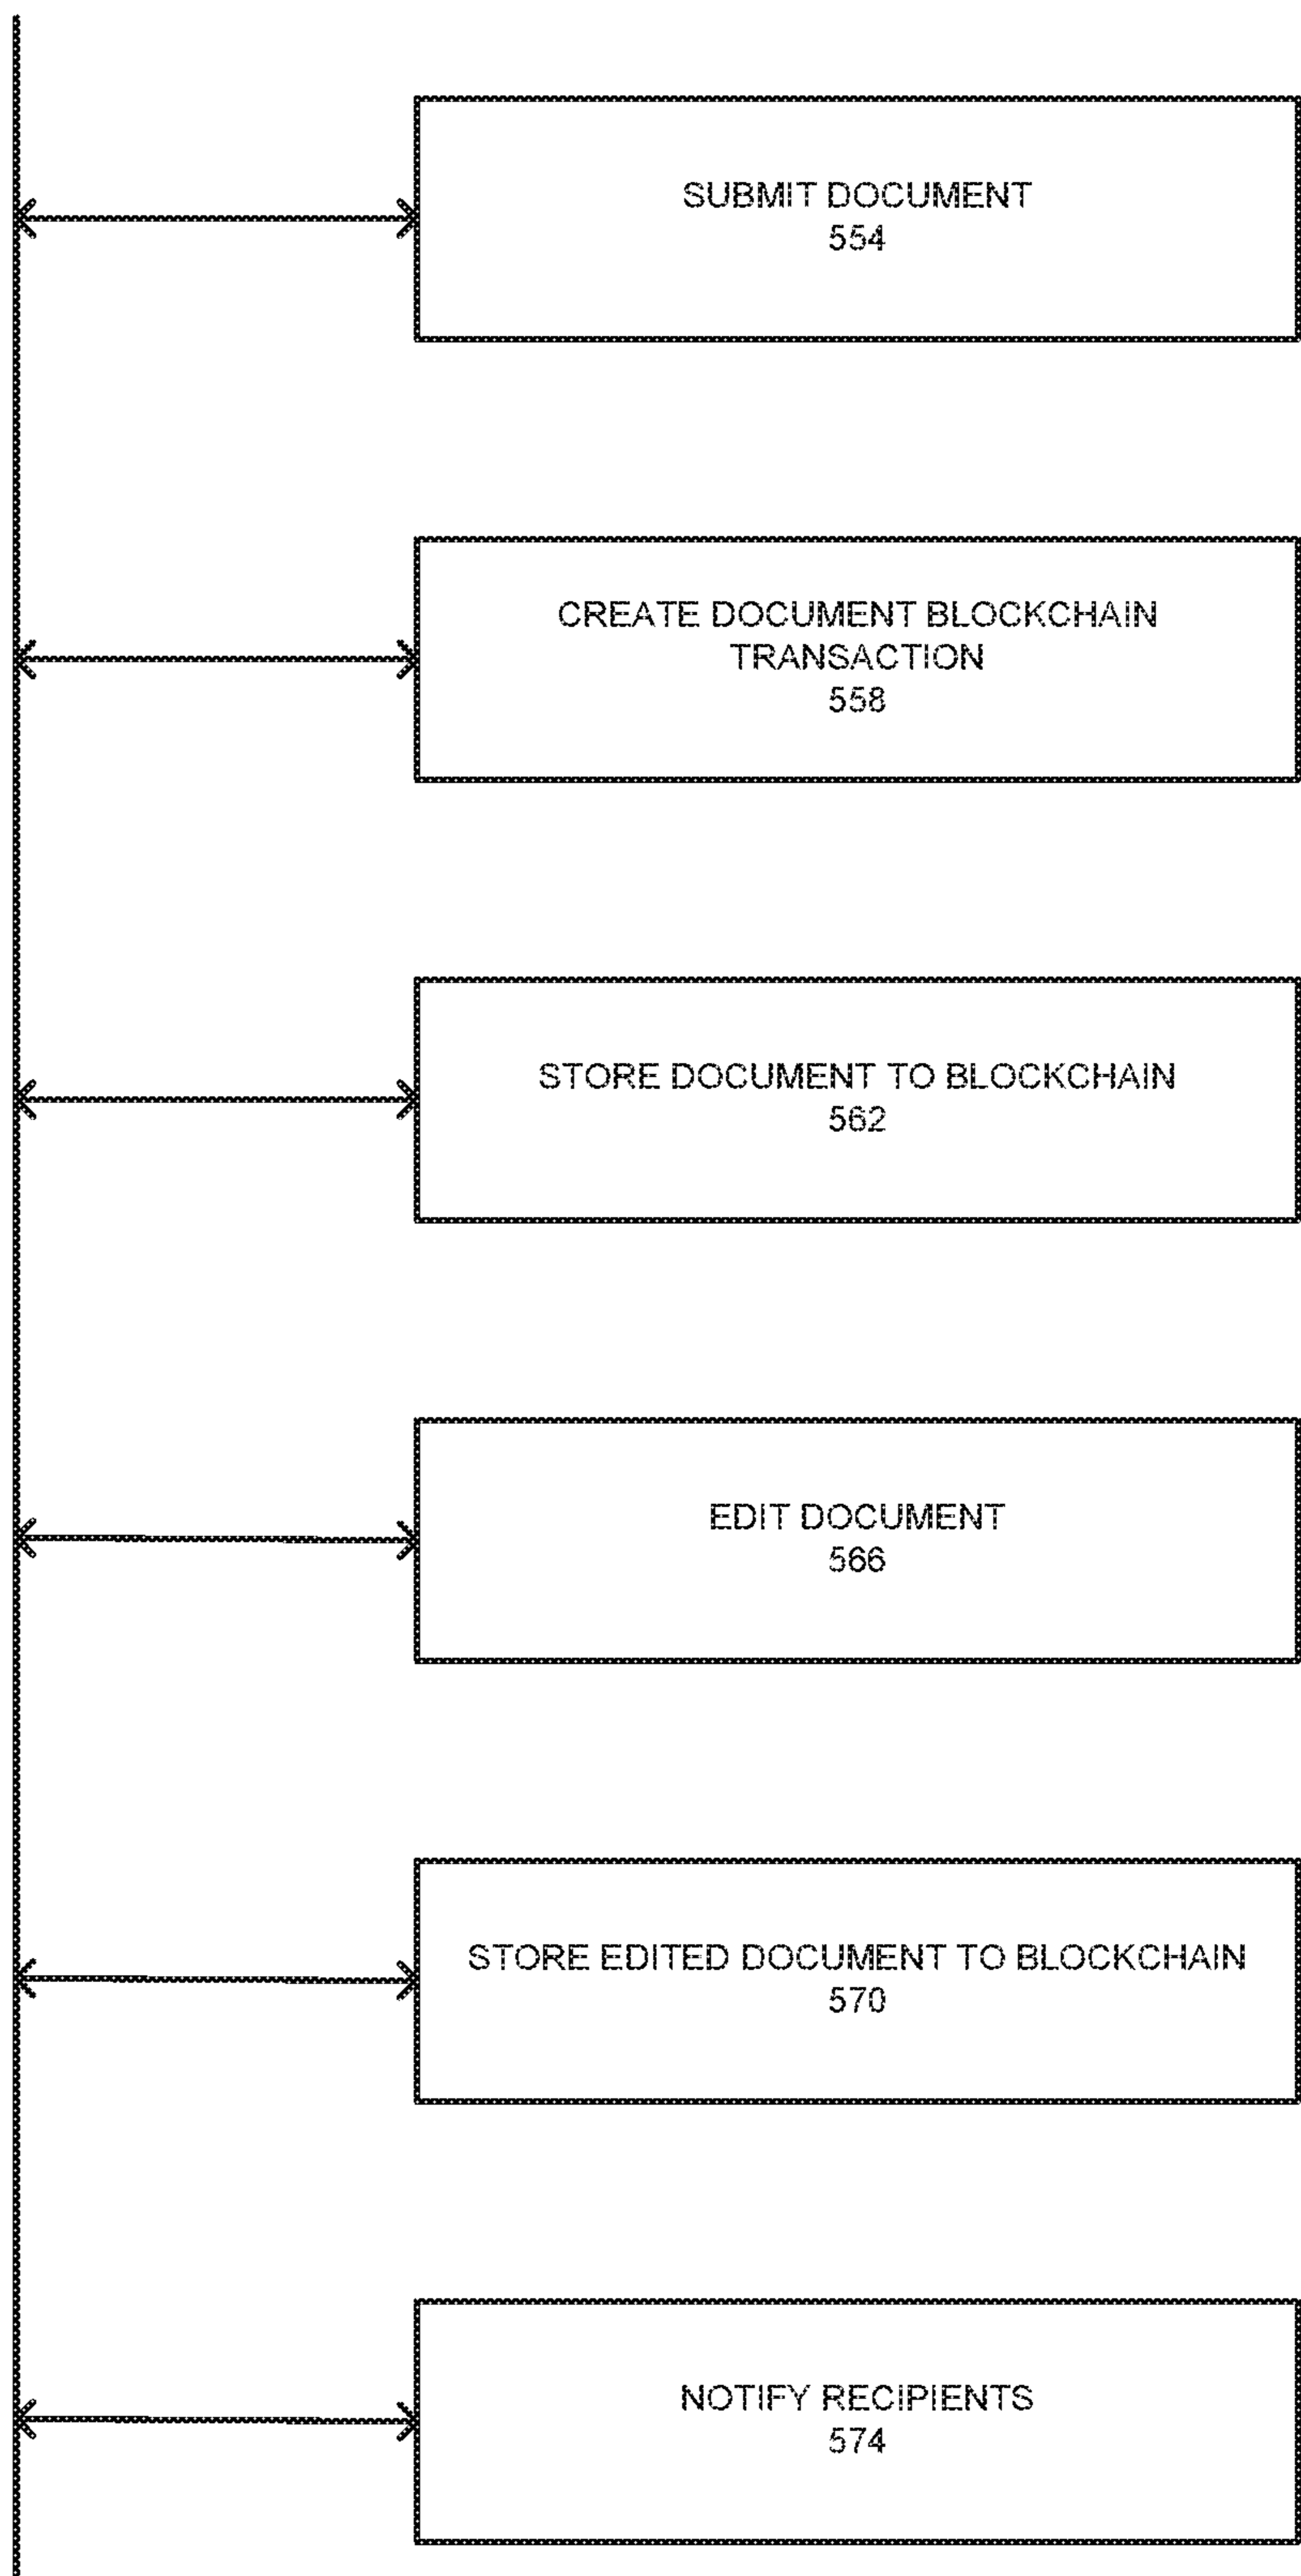 SUBMIT DOCUMENT
554
CREATE DOCUMENT BLOCKCHAIN
TRANSACTION
558
STORE DOCUMENT TO BLOCKCHAIN
562
EDIT DOCUMENT
566
STORE EDITED DOCUMENT TO BLOCKCHAIN
570
NOTIFY RECIPIENTS
574